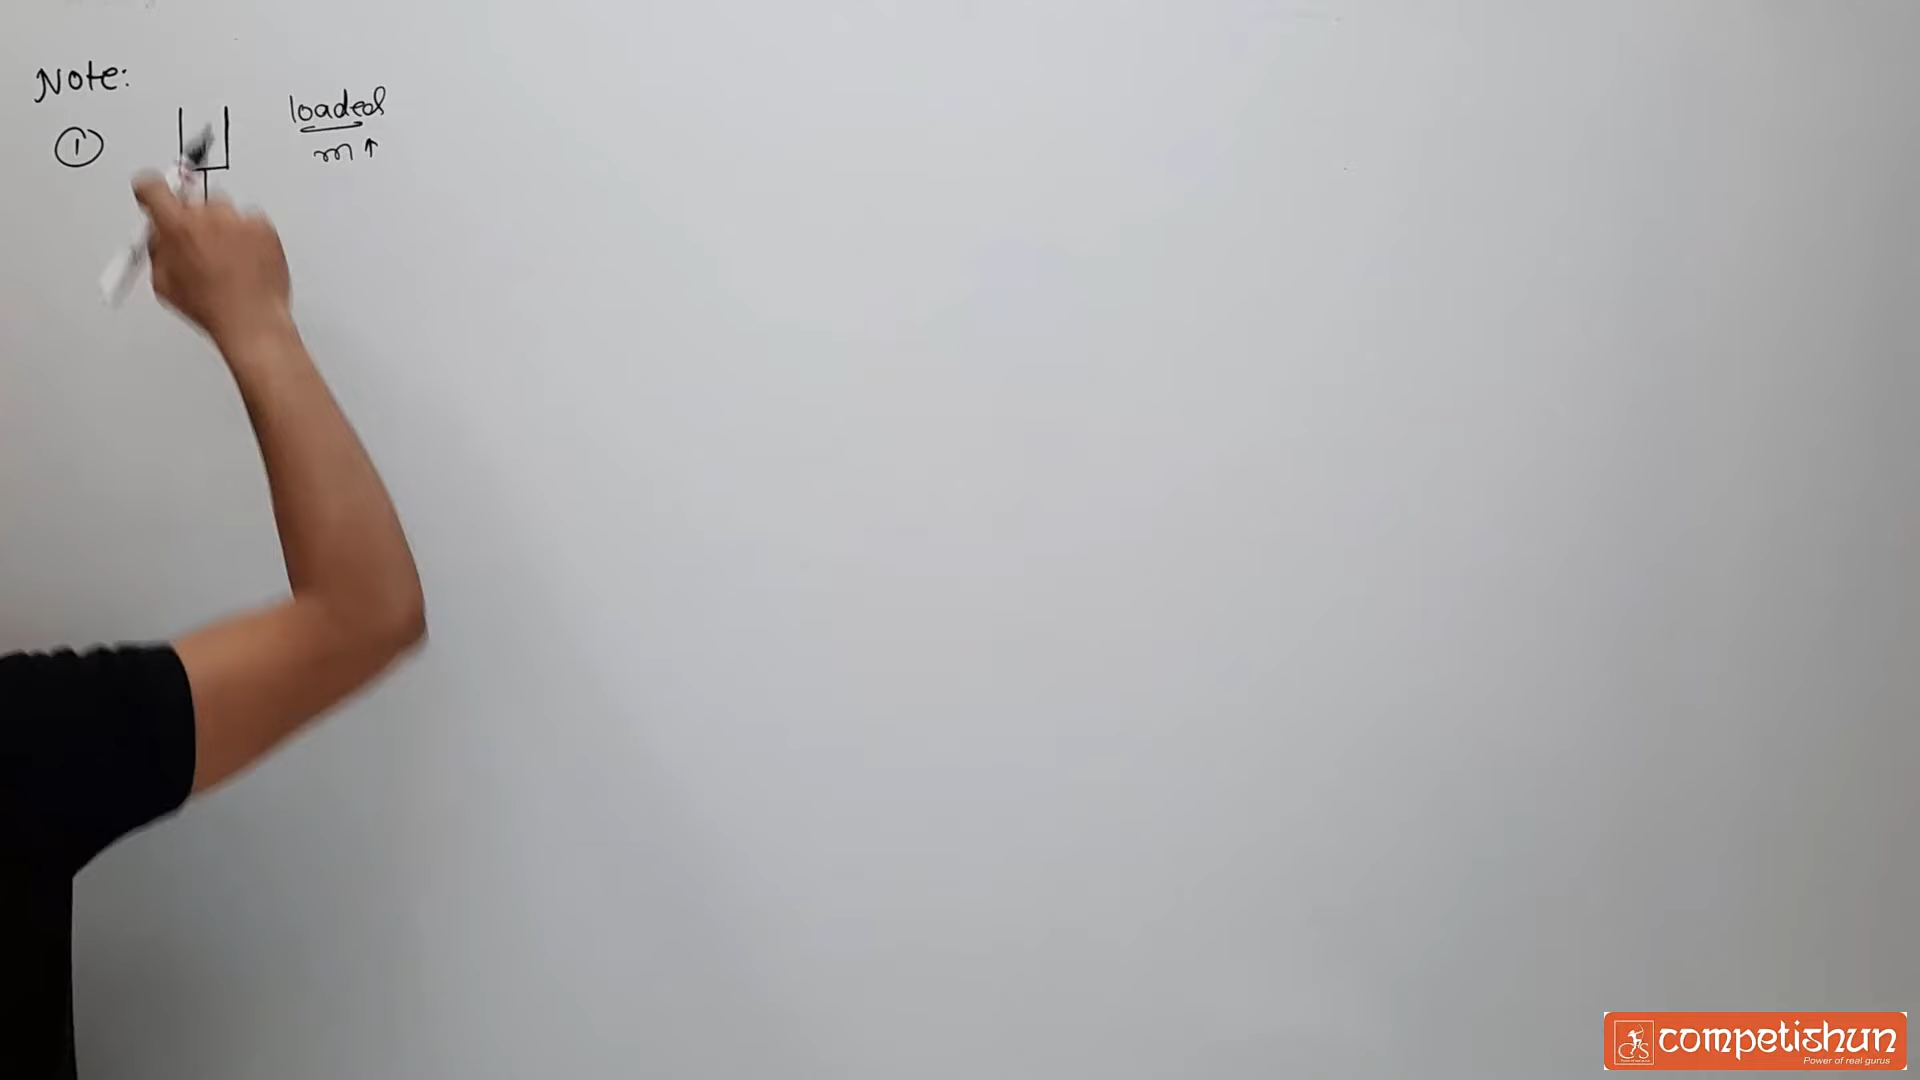 Note:
①
loaded
m ↑
competishun
Power of real gurus